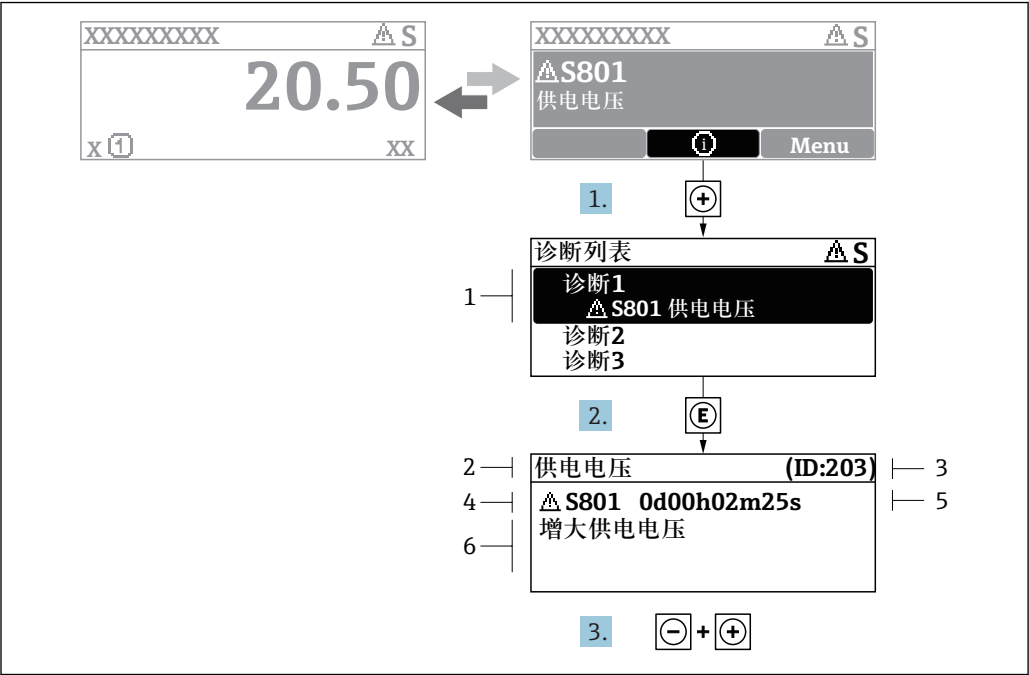 XXXXXXXXX ⚠ S
20.50
x ① XX
XXXXXXXXX ⚠ S
⚠S801
供电电压
ⓘ Menu
1. +
诊断列表 ⚠ S
1
诊断1
⚠ S801 供电电压
诊断2
诊断3
2. E
2 供电电压 (ID:203) 3
4 ⚠ S801 0d00h02m25s 5
6 增大供电电压
3. − + +